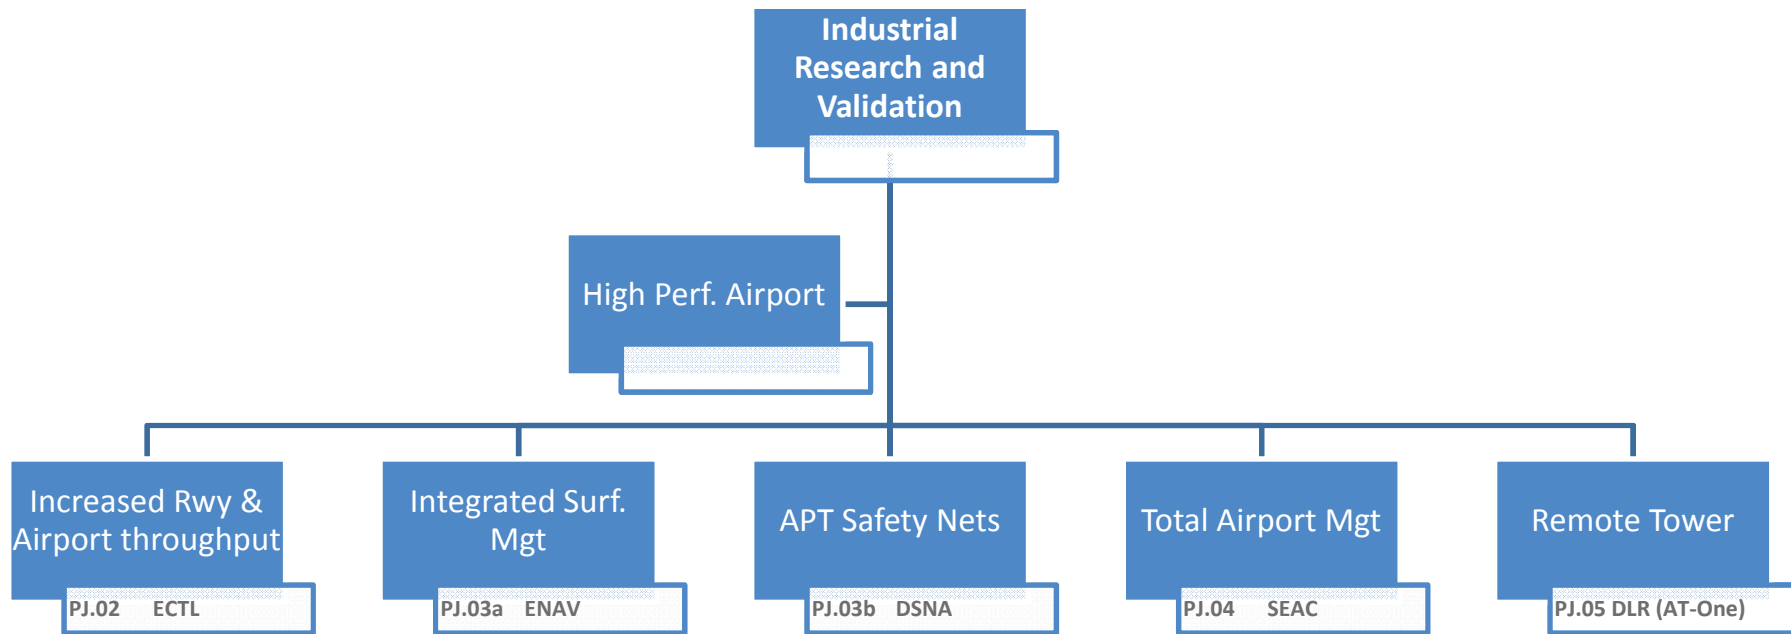 Industrial
Research and
Validation
High Perf. Airport
Increased Rwy &
Airport throughput
PJ.02 ECTL
Integrated Surf.
Mgt
PJ.03a ENAV
APT Safety Nets
PJ.03b DSNA
Total Airport Mgt
PJ.04 SEAC
Remote Tower
PJ.05 DLR (AT-One)